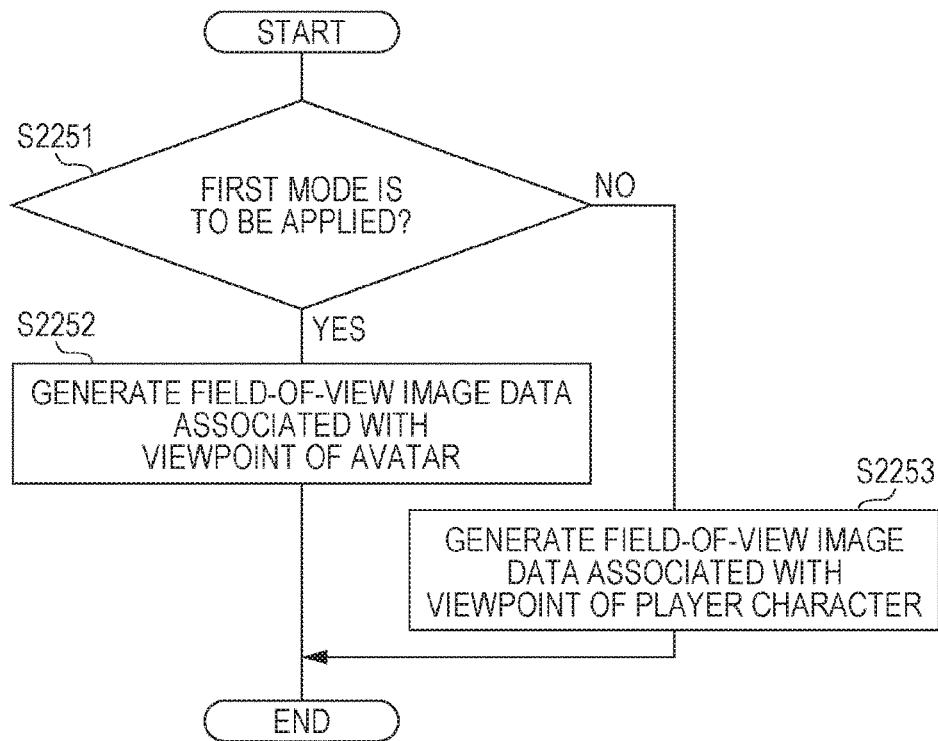 START
S2251
FIRST MODE IS
TO BE APPLIED?
NO
YES
S2252
GENERATE FIELD-OF-VIEW IMAGE DATA
ASSOCIATED WITH
VIEWPOINT OF AVATAR
S2253
GENERATE FIELD-OF-VIEW IMAGE
DATA ASSOCIATED WITH
VIEWPOINT OF PLAYER CHARACTER
END